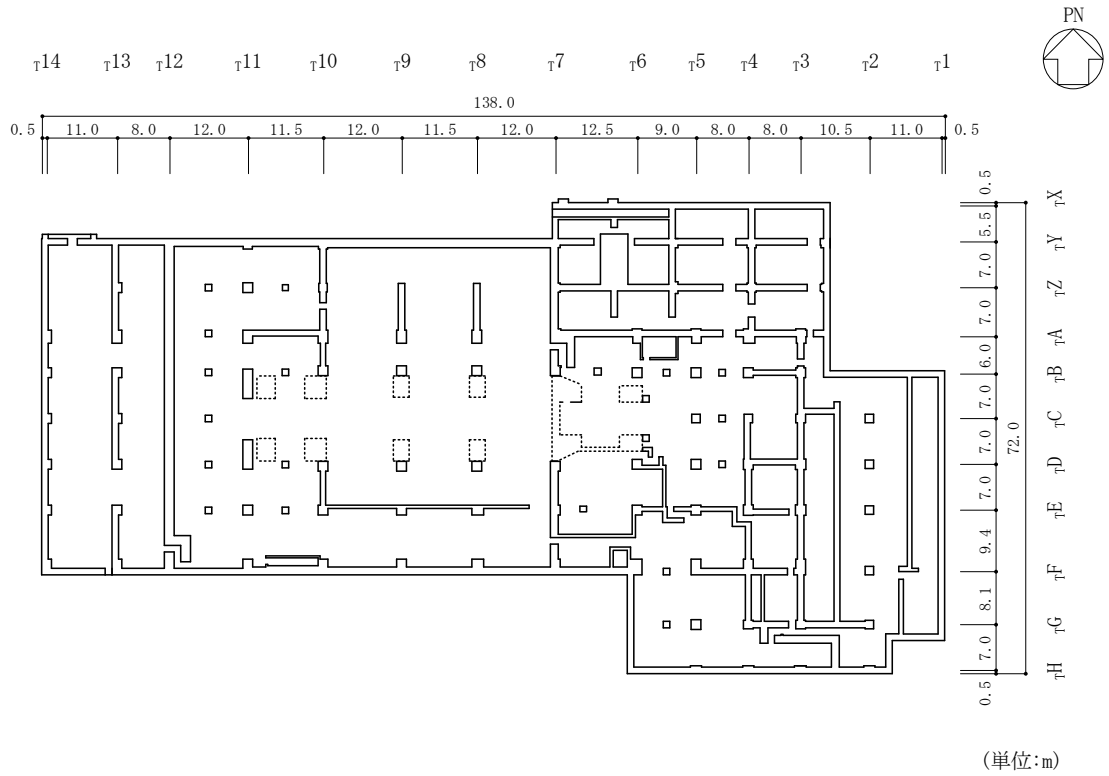 PN
T14 T13 T12 T11 T10 T9 T8 T7 T6 T5 T4 T3 T2 T1
138.0
0.5 11.0 8.0 12.0 11.5 12.0 11.5 12.0 12.5 9.0 8.0 8.0 10.5 11.0 0.5
0.5 TX
5.5 TY
7.0 TZ
7.0 TA
6.0 TB
7.0 TC
72.0
7.0 TD
7.0 TE
9.4 TF
8.1 TG
7.0 TH
0.5
(単位:m)